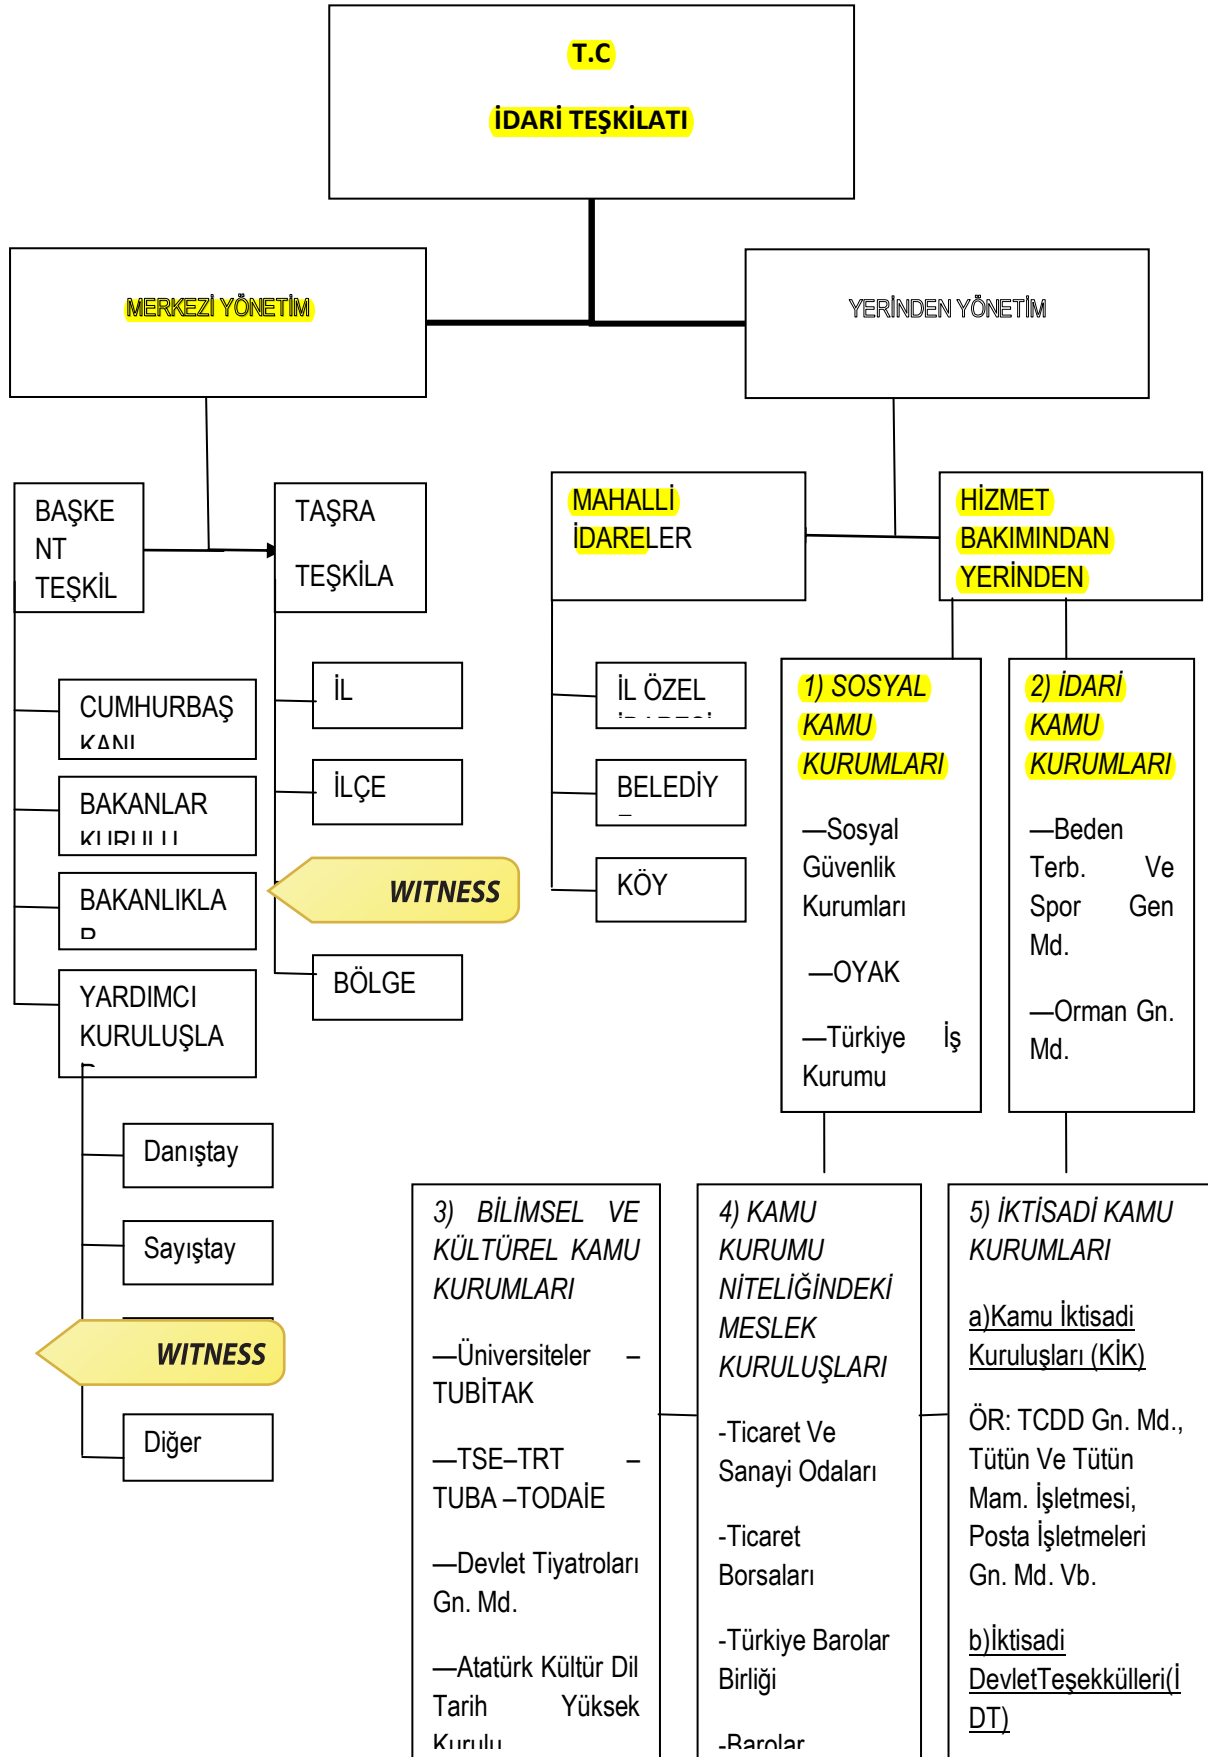 T.C
İDARİ TEŞKİLATI
MERKEZİ YÖNETİM
YERİNDEN YÖNETİM
BAŞKE
NT
TEŞKİL
TAŞRA
TEŞKİLA
MAHALLİ
İDARELER
HİZMET
BAKIMINDAN
YERİNDEN
CUMHURBAŞ
KANI
BAKANLAR
KURULU
BAKANLIKLA
YARDIMCI
KURULUŞLA
İL
İLÇE
WITNESS
BÖLGE
İL ÖZEL
İDARESİ
BELEDİY
KÖY
1) SOSYAL
KAMU
KURUMLARI
—Sosyal
Güvenlik
Kurumları
—OYAK
—Türkiye İş
Kurumu
2) İDARİ
KAMU
KURUMLARI
—Beden
Terb. Ve
Spor Gen
Md.
—Orman Gn.
Md.
Danıştay
Sayıştay
WITNESS
Diğer
3) BİLİMSEL VE
KÜLTÜREL KAMU
KURUMLARI
—Üniversiteler –
TUBİTAK
—TSE–TRT –
TUBA –TODAİE
—Devlet Tiyatroları
Gn. Md.
—Atatürk Kültür Dil
Tarih Yüksek
Kurulu
4) KAMU
KURUMU
NİTELİĞİNDEKİ
MESLEK
KURULUŞLARI
-Ticaret Ve
Sanayi Odaları
-Ticaret
Borsaları
-Türkiye Barolar
Birliği
-Barolar
5) İKTİSADİ KAMU
KURUMLARI
a)Kamu İktisadi
Kuruluşları (KİK)
ÖR: TCDD Gn. Md.,
Tütün Ve Tütün
Mam. İşletmesi,
Posta İşletmeleri
Gn. Md. Vb.
b)İktisadi
DevletTeşekkülleri(İ
DT)